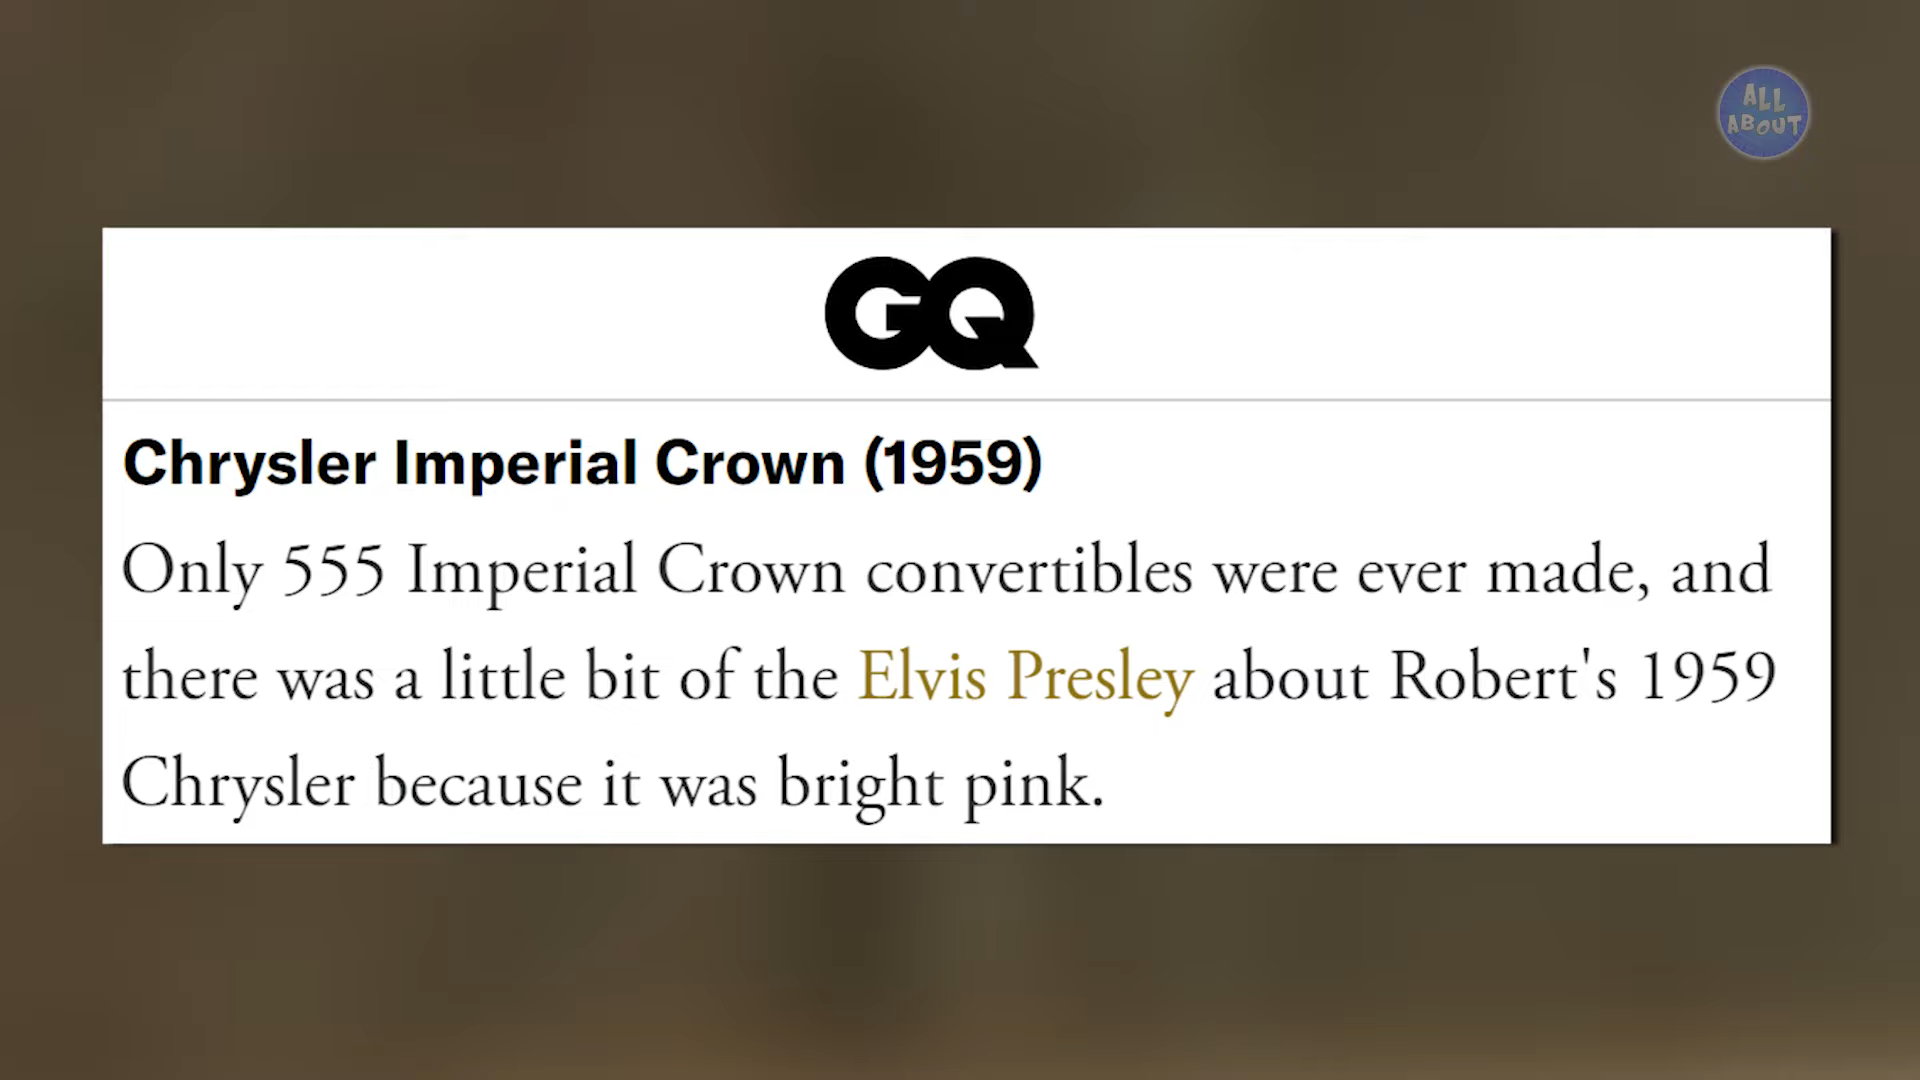 ALL
ABOUT
GQ
Chrysler Imperial Crown (1959)
Only 555 Imperial Crown convertibles were ever made, and
there was a little bit of the Elvis Presley about Robert's 1959
Chrysler because it was bright pink.